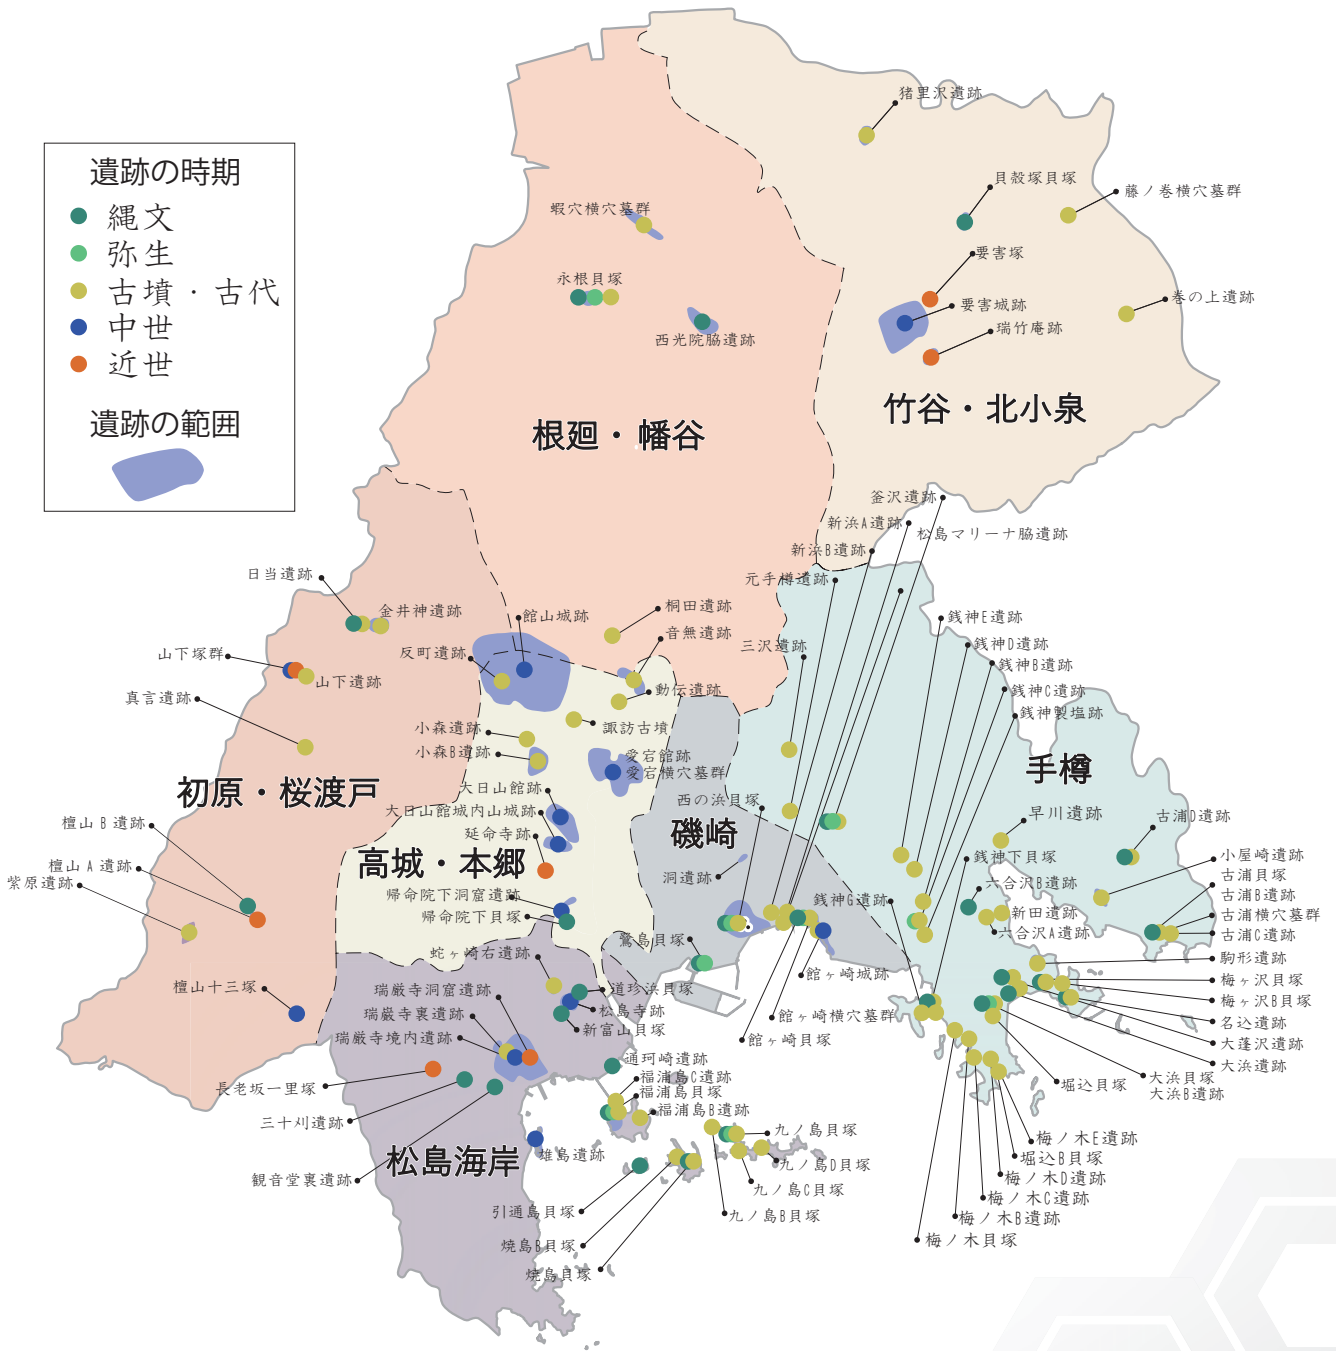 遺跡の時期
縄文
弥生
古墳・古代
中世
近世
遺跡の範囲
猪里沢遺跡
貝殻塚貝塚
藤ノ巻横穴墓群
要害塚
要害城跡
巻の上遺跡
瑞竹庵跡
竹谷・北小泉
蝦穴横穴墓群
永根貝塚
西光院脇遺跡
根廻・幡谷
釜沢遺跡
新浜A遺跡
松島マリーナ脇遺跡
新浜B遺跡
元手樽遺跡
三沢遺跡
銭神E遺跡
銭神D遺跡
銭神B遺跡
銭神C遺跡
銭神製塩跡
手樽
日当遺跡
金井神遺跡
山下塚群
山下遺跡
真言遺跡
初原・桜渡戸
檀山B遺跡
檀山A遺跡
紫原遺跡
檀山十三塚
館山城跡
反町遺跡
桐田遺跡
音無遺跡
動伝遺跡
諏訪古墳
小森遺跡
小森B遺跡
愛宕館跡
愛宕横穴墓群
大日山館跡
大日山館城内山城跡
延命寺跡
高城・本郷
帰命院下洞窟遺跡
帰命院下貝塚
西の浜貝塚
磯崎
洞遺跡
鷺島貝塚
銭神G遺跡
館ヶ崎城跡
館ヶ崎横穴墓群
館ヶ崎貝塚
早川遺跡
古浦D遺跡
銭神下貝塚
六合沢B遺跡
新田遺跡
六合沢A遺跡
小屋崎遺跡
古浦貝塚
古浦B遺跡
古浦横穴墓群
古浦C遺跡
駒形遺跡
梅ヶ沢貝塚
梅ヶ沢B貝塚
名込遺跡
大蓬沢遺跡
大浜遺跡
大浜貝塚
大浜B遺跡
堀込貝塚
梅ノ木E遺跡
堀込B貝塚
梅ノ木D遺跡
梅ノ木C遺跡
梅ノ木B遺跡
梅ノ木貝塚
蛇ヶ崎右遺跡
瑞巌寺洞窟遺跡
瑞巌寺裏遺跡
瑞巌寺境内遺跡
道珍浜貝塚
松島寺跡
新富山貝塚
長老坂一里塚
三十刈遺跡
観音堂裏遺跡
松島海岸
通珂崎遺跡
福浦島C遺跡
福浦島貝塚
福浦島B遺跡
雄島遺跡
九ノ島貝塚
九ノ島D貝塚
九ノ島C貝塚
九ノ島B貝塚
引通島貝塚
焼島B貝塚
焼島貝塚